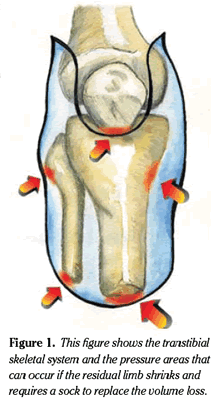 Figure 1. This figure shows the transtibial
skeletal system and the pressure areas that
can occur if the residual limb shrinks and
requires a sock to replace the volume loss.